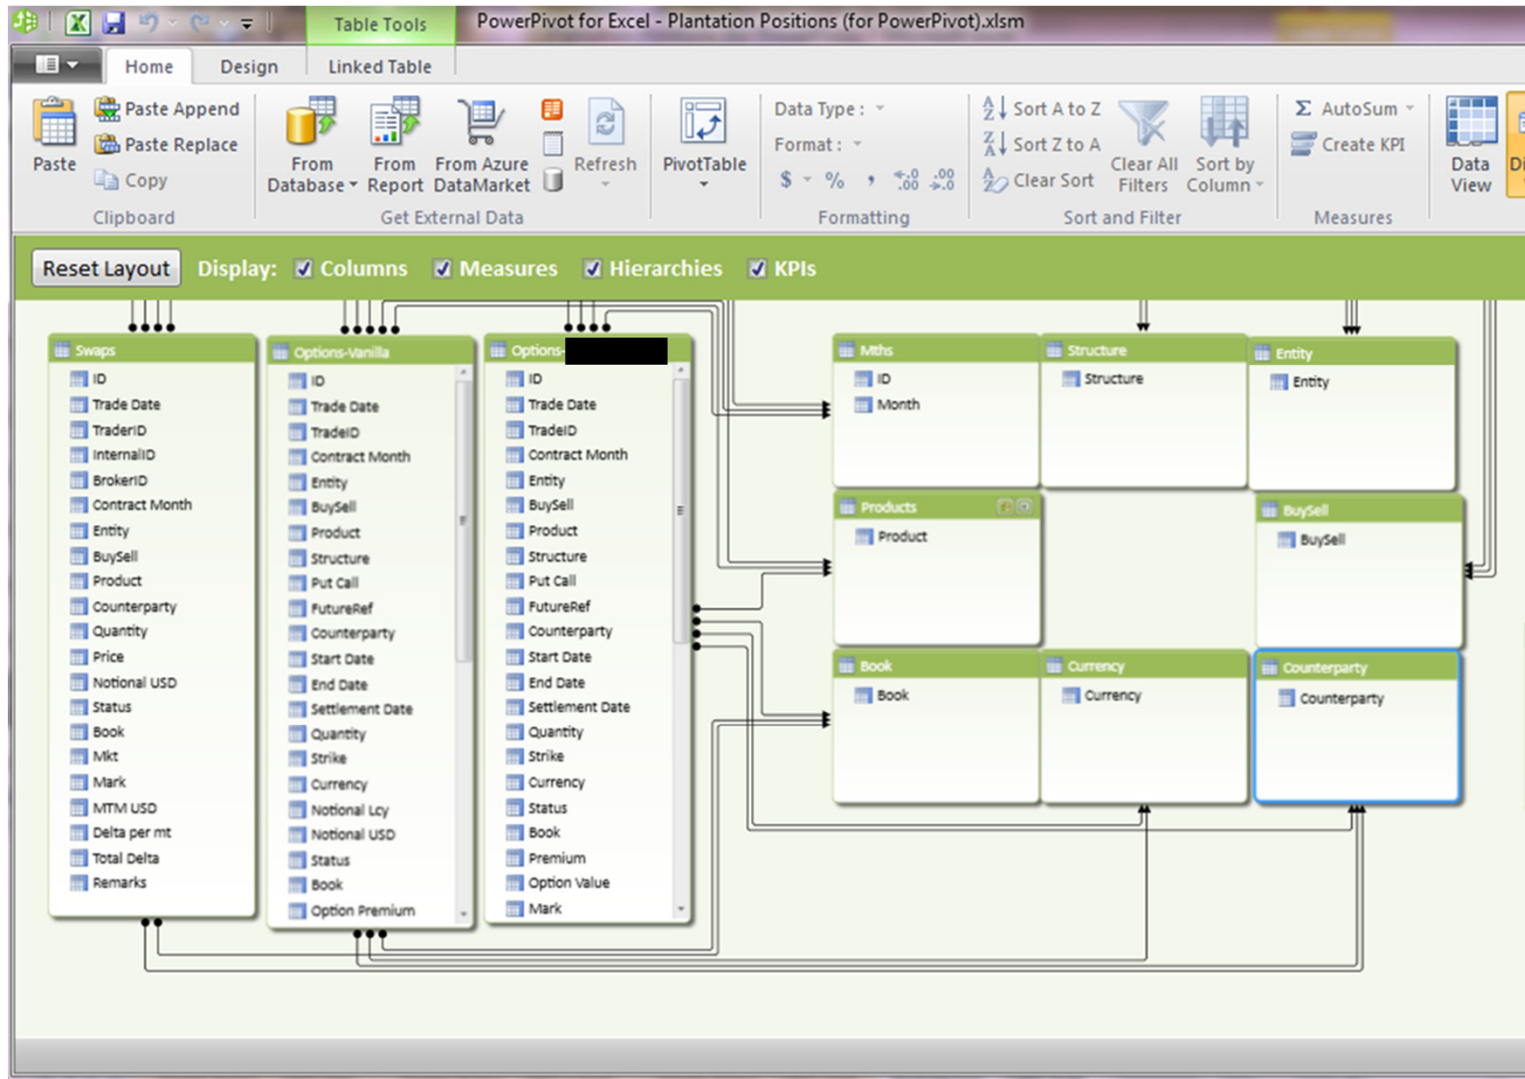 Table Tools
PowerPivot for Excel - Plantation Positions (for PowerPivot).xlsm
Home
Design
Linked Table
Paste
Paste Append
Paste Replace
Copy
Clipboard
From Database
From Report
From Azure DataMarket
Refresh
Get External Data
PivotTable
Data Type :
Format :
$ % , .0 .00 .00 .0
Formatting
Sort A to Z
Sort Z to A
Clear Sort
Clear All Filters
Sort by Column
Sort and Filter
Σ AutoSum
Create KPI
Measures
Data View
Di
Reset Layout
Display:
Columns
Measures
Hierarchies
KPIs
Swaps
ID
Trade Date
TraderID
InternalID
BrokerID
Contract Month
Entity
BuySell
Product
Counterparty
Quantity
Price
Notional USD
Status
Book
Mkt
Mark
MTM USD
Delta per mt
Total Delta
Remarks
Options-Vanilla
ID
Trade Date
TradeID
Contract Month
Entity
BuySell
Product
Structure
Put Call
FutureRef
Counterparty
Start Date
End Date
Settlement Date
Quantity
Strike
Currency
Notional Lcy
Notional USD
Status
Book
Option Premium
Options-
ID
Trade Date
TradeID
Contract Month
Entity
BuySell
Product
Structure
Put Call
FutureRef
Counterparty
Start Date
End Date
Settlement Date
Quantity
Strike
Currency
Status
Book
Premium
Option Value
Mark
Mths
ID
Month
Structure
Structure
Entity
Entity
Products
Product
BuySell
BuySell
Book
Book
Currency
Currency
Counterparty
Counterparty